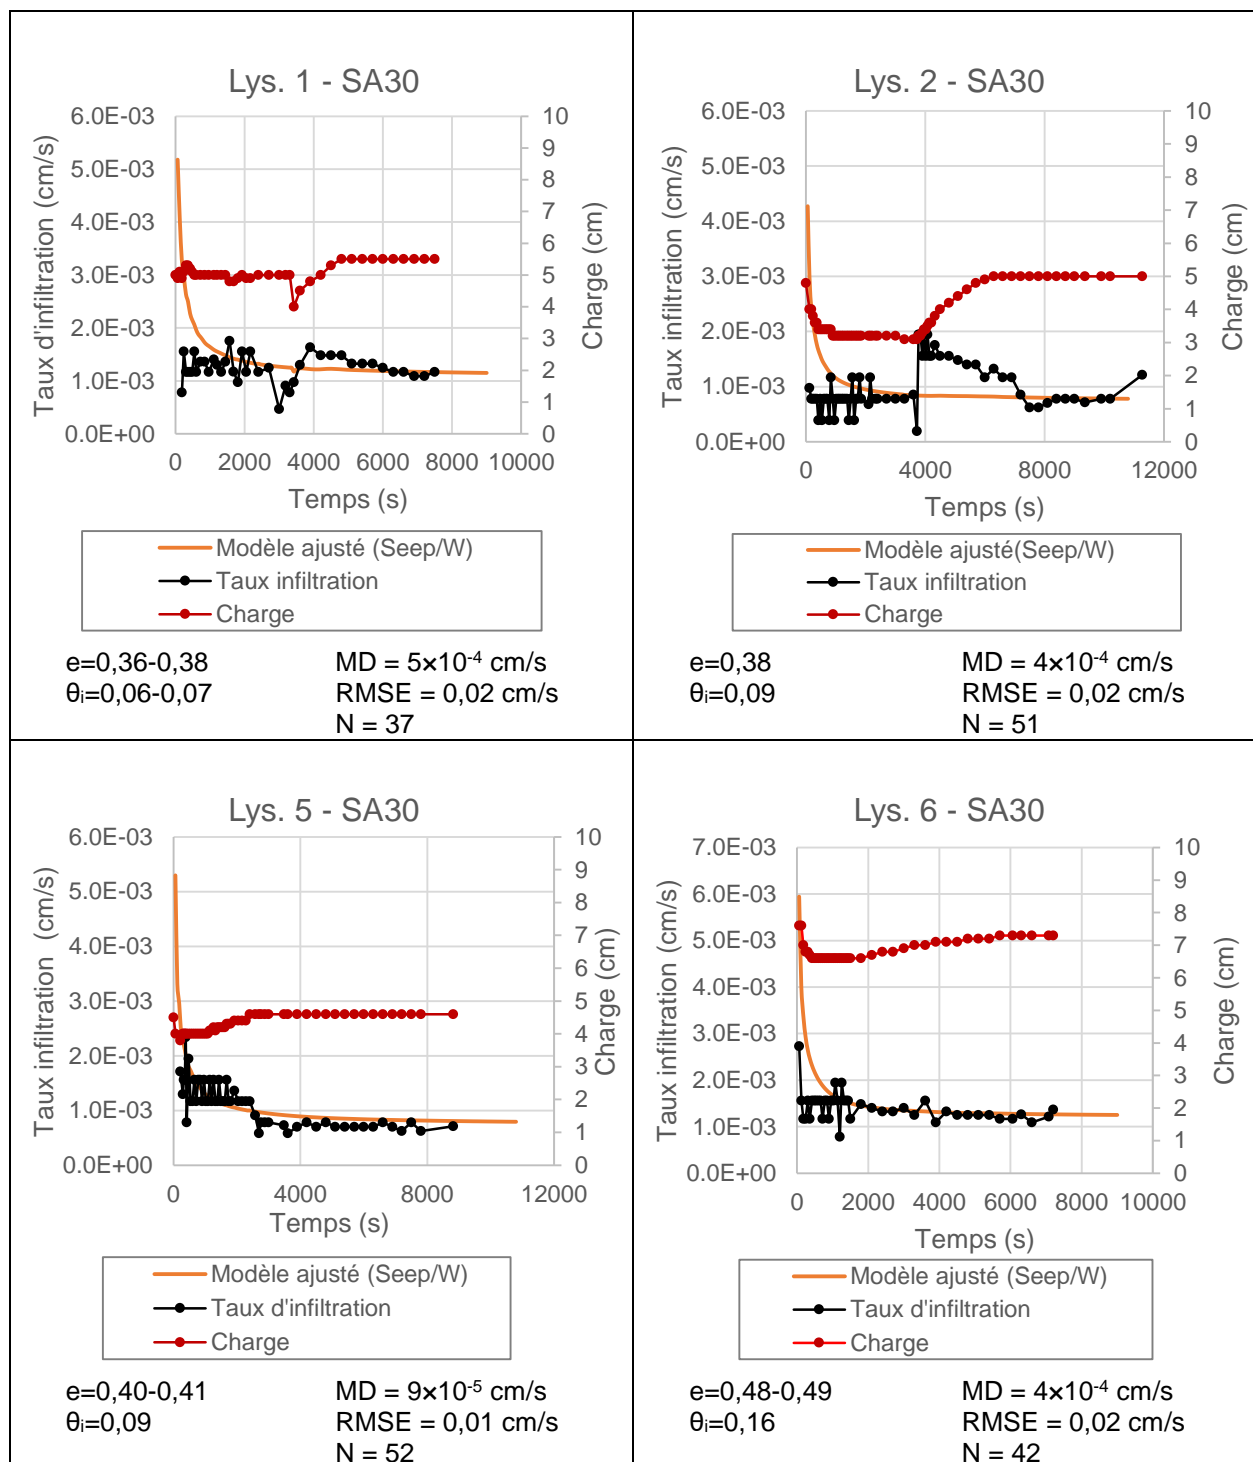 Lys. 1 - SA30
Taux d'infiltration (cm/s)
6.0E-03
5.0E-03
4.0E-03
3.0E-03
2.0E-03
1.0E-03
0.0E+00
10
9
8
7
6
5
4
3
2
1
0
Charge (cm)
0 2000 4000 6000 8000 10000
Temps (s)
Modèle ajusté (Seep/W)
Taux infiltration
Charge
e=0,36-0,38 MD = 5×10⁻⁴ cm/s
θᵢ=0,06-0,07 RMSE = 0,02 cm/s
N = 37
Lys. 2 - SA30
Taux infiltration (cm/s)
6.0E-03
5.0E-03
4.0E-03
3.0E-03
2.0E-03
1.0E-03
0.0E+00
10
9
8
7
6
5
4
3
2
1
0
Charge (cm)
0 4000 8000 12000
Temps (s)
Modèle ajusté(Seep/W)
Taux infiltration
Charge
e=0,38 MD = 4×10⁻⁴ cm/s
θᵢ=0,09 RMSE = 0,02 cm/s
N = 51
Lys. 5 - SA30
Taux infiltration (cm/s)
6.0E-03
5.0E-03
4.0E-03
3.0E-03
2.0E-03
1.0E-03
0.0E+00
10
9
8
7
6
5
4
3
2
1
0
Charge (cm)
0 4000 8000 12000
Temps (s)
Modèle ajusté (Seep/W)
Taux d'infiltration
Charge
e=0,40-0,41 MD = 9×10⁻⁵ cm/s
θᵢ=0,09 RMSE = 0,01 cm/s
N = 52
Lys. 6 - SA30
Taux infiltration (cm/s)
7.0E-03
6.0E-03
5.0E-03
4.0E-03
3.0E-03
2.0E-03
1.0E-03
0.0E+00
10
9
8
7
6
5
4
3
2
1
0
Charge (cm)
0 2000 4000 6000 8000 10000
Temps (s)
Modèle ajusté (Seep/W)
Taux d'infiltration
Charge
e=0,48-0,49 MD = 4×10⁻⁴ cm/s
θᵢ=0,16 RMSE = 0,02 cm/s
N = 42